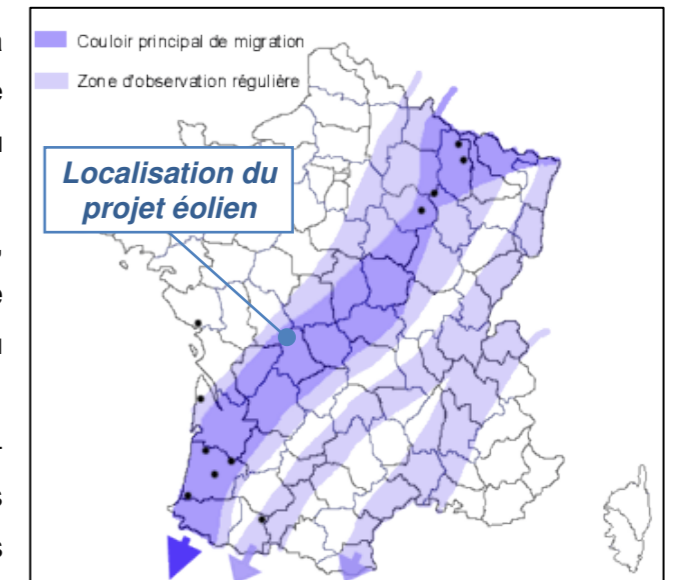 Couloir principal de migration
Zone d'observation régulière
Localisation du
projet éolien